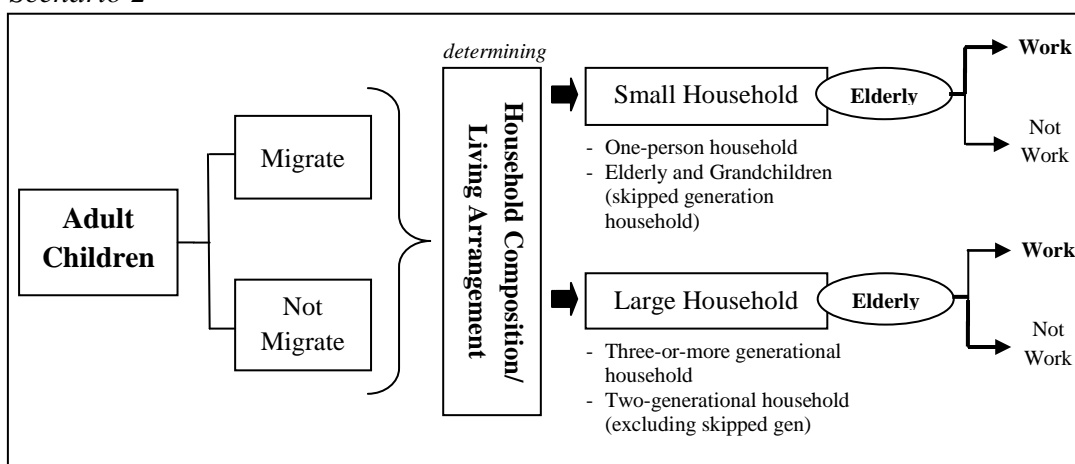 Scenario 2
Adult
Children
Migrate
Not
Migrate
determining
Household Composition/
Living Arrangement
Small Household
Elderly
Work
Not
Work
- One-person household
- Elderly and Grandchildren
(skipped generation
household)
Large Household
Elderly
Work
Not
Work
- Three-or-more generational
household
- Two-generational household
(excluding skipped gen)